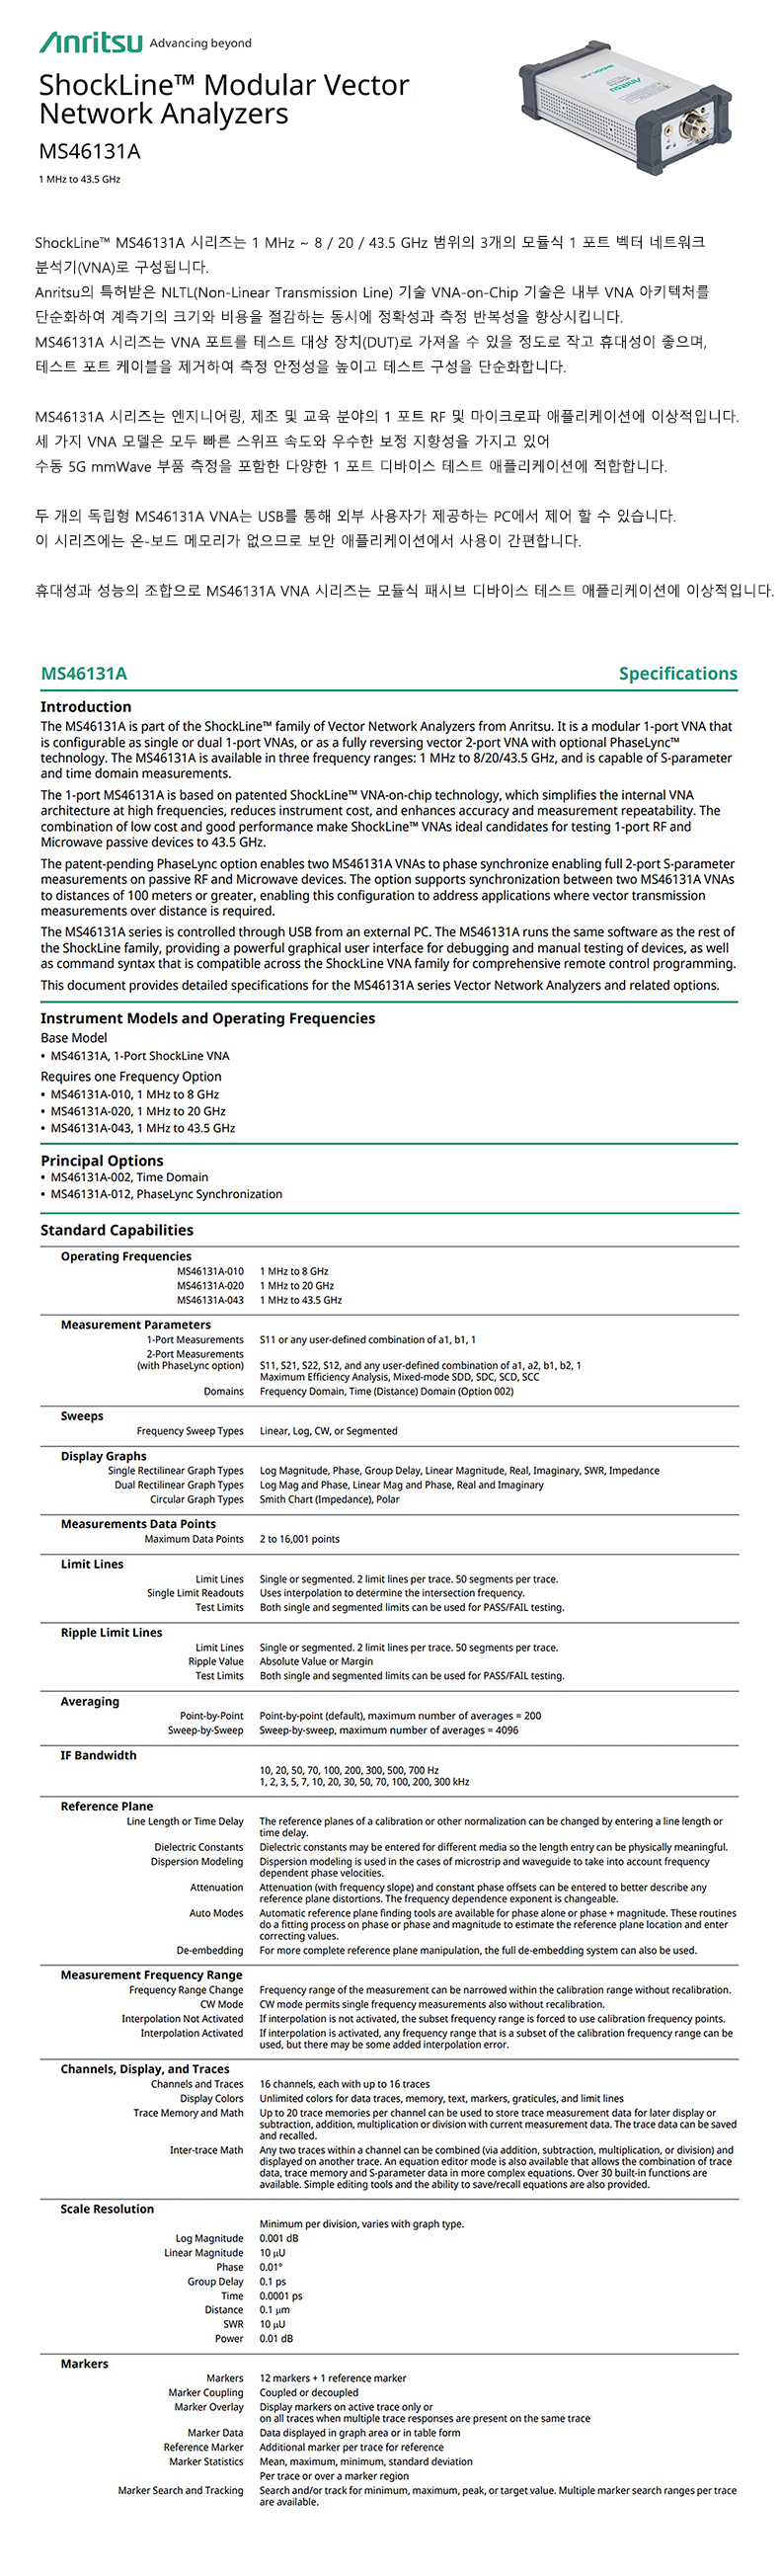 Anritsu Advancing beyond
ShockLine™ Modular Vector
Network Analyzers
MS46131A
1 MHz to 43.5 GHz
ShockLine™ MS46131A 시리즈는 1 MHz ~ 8 / 20 / 43.5 GHz 범위의 3개의 모듈식 1 포트 벡터 네트워크
분석기(VNA)로 구성됩니다.
Anritsu의 특허받은 NLTL(Non-Linear Transmission Line) 기술 VNA-on-Chip 기술은 내부 VNA 아키텍처를
단순화하여 계측기의 크기와 비용을 절감하는 동시에 정확성과 측정 반복성을 향상시킵니다.
MS46131A 시리즈는 VNA 포트를 테스트 대상 장치(DUT)로 가져올 수 있을 정도로 작고 휴대성이 좋으며,
테스트 포트 케이블을 제거하여 측정 안정성을 높이고 테스트 구성을 단순화합니다.
MS46131A 시리즈는 엔지니어링, 제조 및 교육 분야의 1 포트 RF 및 마이크로파 애플리케이션에 이상적입니다.
세 가지 VNA 모델은 모두 빠른 스위프 속도와 우수한 보정 지향성을 가지고 있어
수동 5G mmWave 부품 측정을 포함한 다양한 1 포트 디바이스 테스트 애플리케이션에 적합합니다.
두 개의 독립형 MS46131A VNA는 USB를 통해 외부 사용자가 제공하는 PC에서 제어 할 수 있습니다.
이 시리즈에는 온-보드 메모리가 없으므로 보안 애플리케이션에서 사용이 간편합니다.
휴대성과 성능의 조합으로 MS46131A VNA 시리즈는 모듈식 패시브 디바이스 테스트 애플리케이션에 이상적입니다.
MS46131A Specifications
Introduction
The MS46131A is part of the ShockLine™ family of Vector Network Analyzers from Anritsu. It is a modular 1-port VNA that
is configurable as single or dual 1-port VNAs, or as a fully reversing vector 2-port VNA with optional PhaseLync™
technology. The MS46131A is available in three frequency ranges: 1 MHz to 8/20/43.5 GHz, and is capable of S-parameter
and time domain measurements.
The 1-port MS46131A is based on patented ShockLine™ VNA-on-chip technology, which simplifies the internal VNA
architecture at high frequencies, reduces instrument cost, and enhances accuracy and measurement repeatability. The
combination of low cost and good performance make ShockLine™ VNAs ideal candidates for testing 1-port RF and
Microwave passive devices to 43.5 GHz.
The patent-pending PhaseLync option enables two MS46131A VNAs to phase synchronize enabling full 2-port S-parameter
measurements on passive RF and Microwave devices. The option supports synchronization between two MS46131A VNAs
to distances of 100 meters or greater, enabling this configuration to address applications where vector transmission
measurements over distance is required.
The MS46131A series is controlled through USB from an external PC. The MS46131A runs the same software as the rest of
the ShockLine family, providing a powerful graphical user interface for debugging and manual testing of devices, as well
as command syntax that is compatible across the ShockLine VNA family for comprehensive remote control programming.
This document provides detailed specifications for the MS46131A series Vector Network Analyzers and related options.
Instrument Models and Operating Frequencies
Base Model
• MS46131A, 1-Port ShockLine VNA
Requires one Frequency Option
• MS46131A-010, 1 MHz to 8 GHz
• MS46131A-020, 1 MHz to 20 GHz
• MS46131A-043, 1 MHz to 43.5 GHz
Principal Options
• MS46131A-002, Time Domain
• MS46131A-012, PhaseLync Synchronization
Standard Capabilities
Operating Frequencies
MS46131A-010 1 MHz to 8 GHz
MS46131A-020 1 MHz to 20 GHz
MS46131A-043 1 MHz to 43.5 GHz
Measurement Parameters
1-Port Measurements S11 or any user-defined combination of a1, b1, 1
2-Port Measurements
(with PhaseLync option) S11, S21, S22, S12, and any user-defined combination of a1, a2, b1, b2, 1
Maximum Efficiency Analysis, Mixed-mode SDD, SDC, SCD, SCC
Domains Frequency Domain, Time (Distance) Domain (Option 002)
Sweeps
Frequency Sweep Types Linear, Log, CW, or Segmented
Display Graphs
Single Rectilinear Graph Types Log Magnitude, Phase, Group Delay, Linear Magnitude, Real, Imaginary, SWR, Impedance
Dual Rectilinear Graph Types Log Mag and Phase, Linear Mag and Phase, Real and Imaginary
Circular Graph Types Smith Chart (Impedance), Polar
Measurements Data Points
Maximum Data Points 2 to 16,001 points
Limit Lines
Limit Lines Single or segmented. 2 limit lines per trace. 50 segments per trace.
Single Limit Readouts Uses interpolation to determine the intersection frequency.
Test Limits Both single and segmented limits can be used for PASS/FAIL testing.
Ripple Limit Lines
Limit Lines Single or segmented. 2 limit lines per trace. 50 segments per trace.
Ripple Value Absolute Value or Margin
Test Limits Both single and segmented limits can be used for PASS/FAIL testing.
Averaging
Point-by-Point Point-by-point (default), maximum number of averages = 200
Sweep-by-Sweep Sweep-by-sweep, maximum number of averages = 4096
IF Bandwidth
10, 20, 50, 70, 100, 200, 300, 500, 700 Hz
1, 2, 3, 5, 7, 10, 20, 30, 50, 70, 100, 200, 300 kHz
Reference Plane
Line Length or Time Delay The reference planes of a calibration or other normalization can be changed by entering a line length or
time delay.
Dielectric Constants Dielectric constants may be entered for different media so the length entry can be physically meaningful.
Dispersion Modeling Dispersion modeling is used in the cases of microstrip and waveguide to take into account frequency
dependent phase velocities.
Attenuation Attenuation (with frequency slope) and constant phase offsets can be entered to better describe any
reference plane distortions. The frequency dependence exponent is changeable.
Auto Modes Automatic reference plane finding tools are available for phase alone or phase + magnitude. These routines
do a fitting process on phase or phase and magnitude to estimate the reference plane location and enter
correcting values.
De-embedding For more complete reference plane manipulation, the full de-embedding system can also be used.
Measurement Frequency Range
Frequency Range Change Frequency range of the measurement can be narrowed within the calibration range without recalibration.
CW Mode CW mode permits single frequency measurements also without recalibration.
Interpolation Not Activated If interpolation is not activated, the subset frequency range is forced to use calibration frequency points.
Interpolation Activated If interpolation is activated, any frequency range that is a subset of the calibration frequency range can be
used, but there may be some added interpolation error.
Channels, Display, and Traces
Channels and Traces 16 channels, each with up to 16 traces
Display Colors Unlimited colors for data traces, memory, text, markers, graticules, and limit lines
Trace Memory and Math Up to 20 trace memories per channel can be used to store trace measurement data for later display or
subtraction, addition, multiplication or division with current measurement data. The trace data can be saved
and recalled.
Inter-trace Math Any two traces within a channel can be combined (via addition, subtraction, multiplication, or division) and
displayed on another trace. An equation editor mode is also available that allows the combination of trace
data, trace memory and S-parameter data in more complex equations. Over 30 built-in functions are
available. Simple editing tools and the ability to save/recall equations are also provided.
Scale Resolution
Minimum per division, varies with graph type.
Log Magnitude 0.001 dB
Linear Magnitude 10 µU
Phase 0.01°
Group Delay 0.1 ps
Time 0.0001 ps
Distance 0.1 µm
SWR 10 µU
Power 0.01 dB
Markers
Markers 12 markers + 1 reference marker
Marker Coupling Coupled or decoupled
Marker Overlay Display markers on active trace only or
on all traces when multiple trace responses are present on the same trace
Marker Data Data displayed in graph area or in table form
Reference Marker Additional marker per trace for reference
Marker Statistics Mean, maximum, minimum, standard deviation
Per trace or over a marker region
Marker Search and Tracking Search and/or track for minimum, maximum, peak, or target value. Multiple marker search ranges per trace
are available.